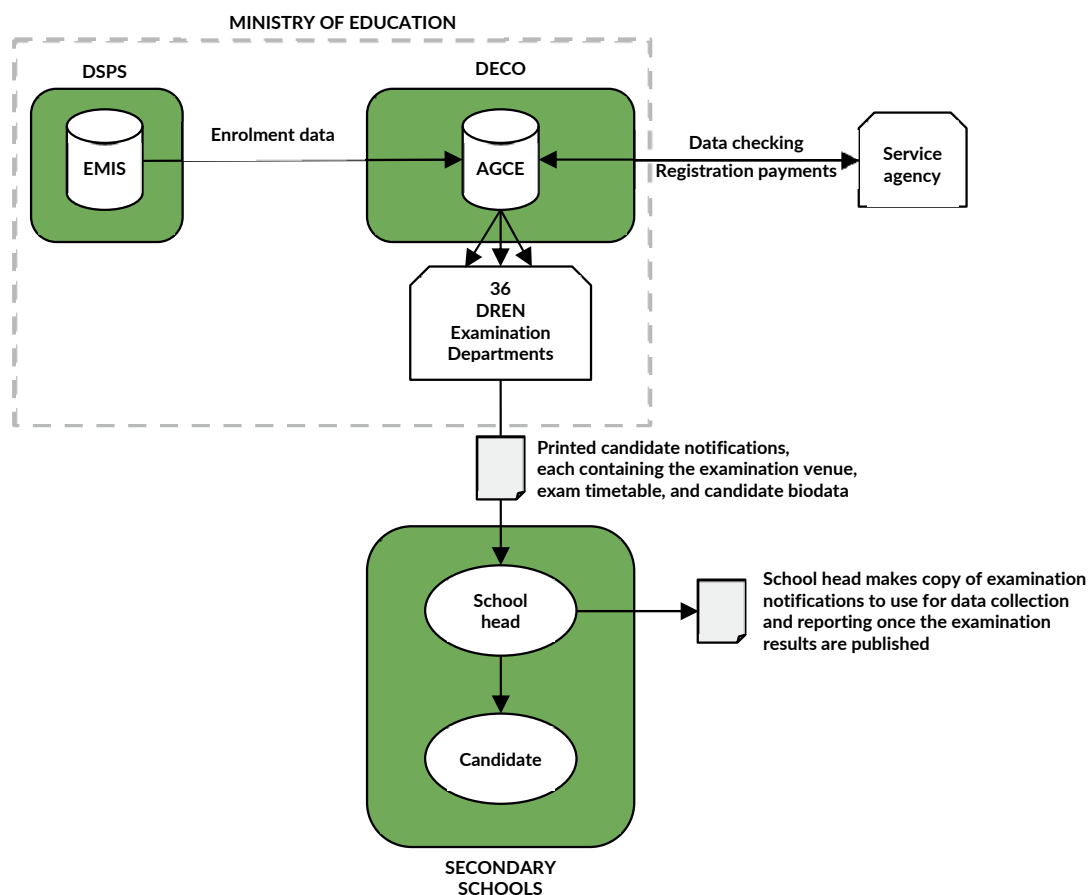 MINISTRY OF EDUCATION
DSPS
DECO
EMIS
Enrolment data
AGCE
Data checking
Registration payments
Service
agency
36
DREN
Examination
Departments
Printed candidate notifications,
each containing the examination venue,
exam timetable, and candidate biodata
School
head
School head makes copy of examination
notifications to use for data collection
and reporting once the examination
results are published
Candidate
SECONDARY
SCHOOLS